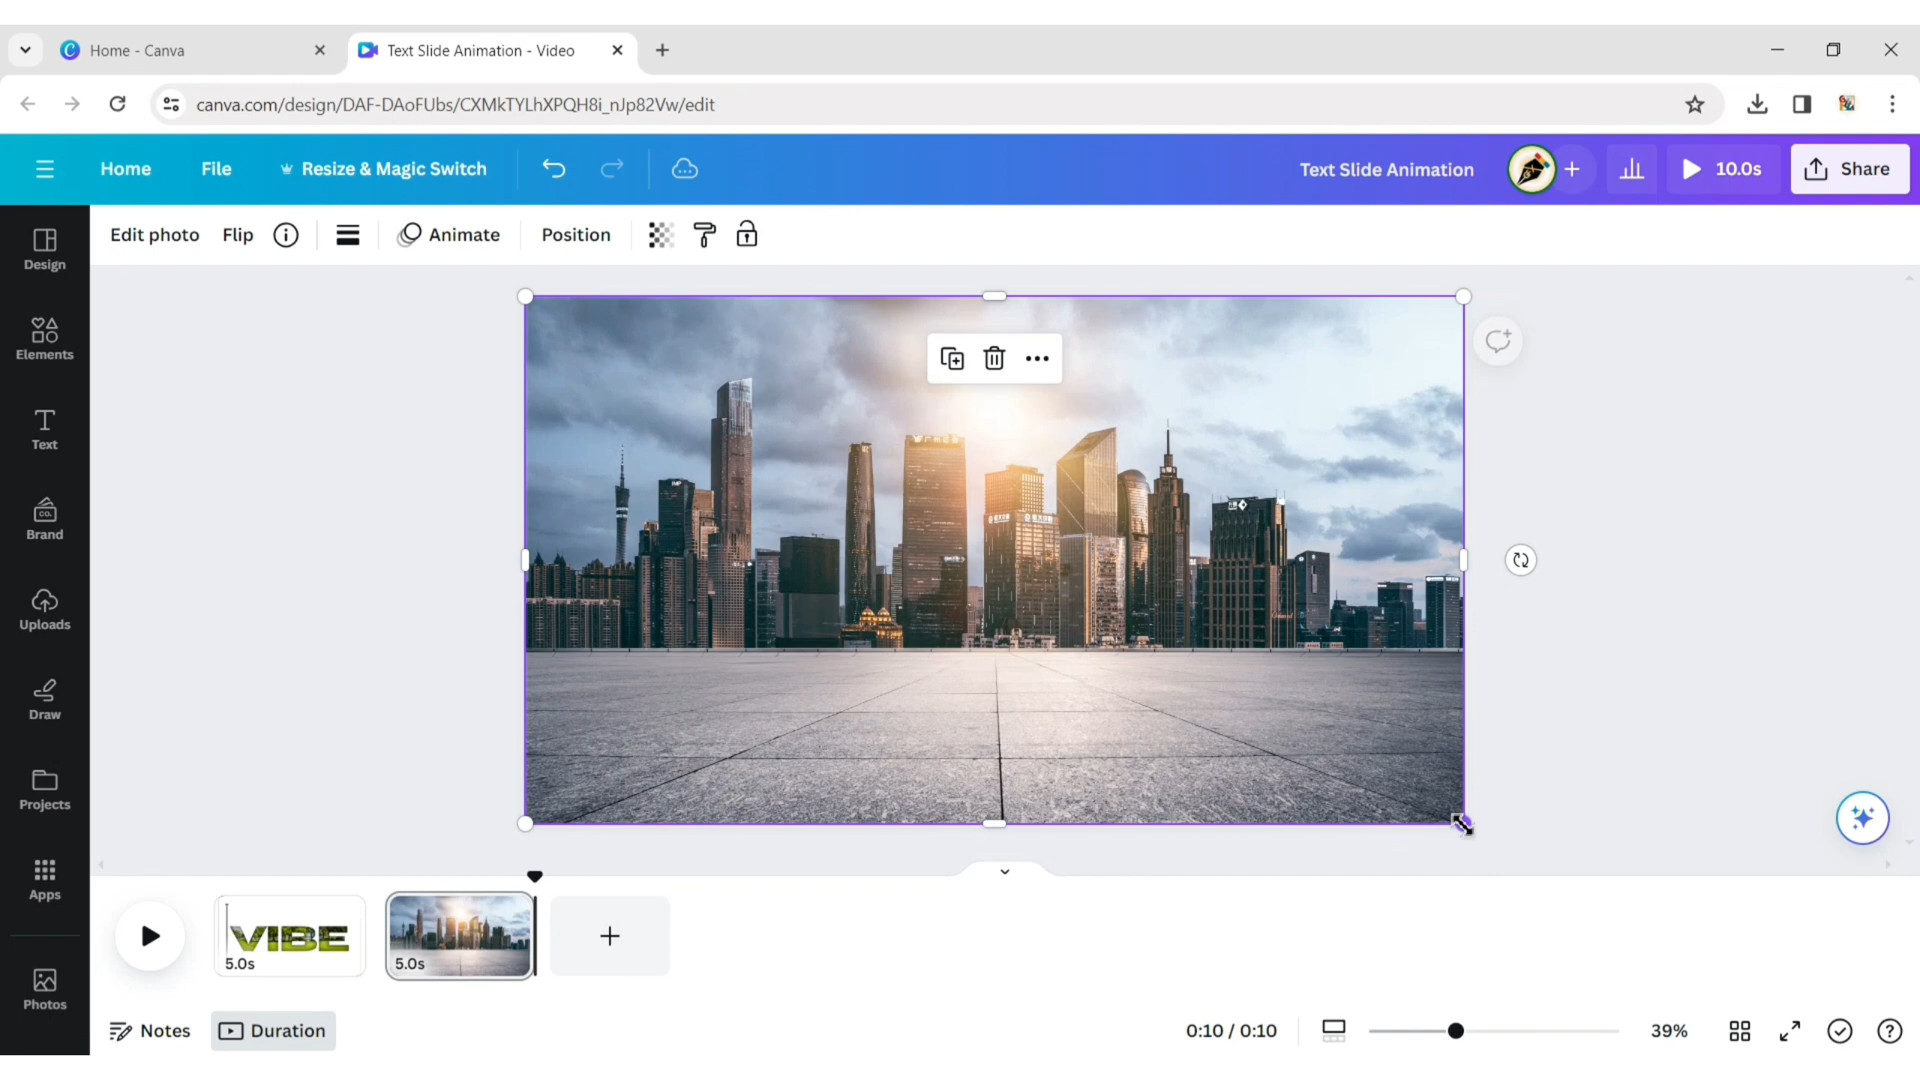 Home - Canva
Text Slide Animation - Video
canva.com/design/DAF-DAoFUbs/CXMkTYLhXPQH8i_nJp82Vw/edit
Home
File
Resize & Magic Switch
Text Slide Animation
10.0s
Share
Edit photo
Flip
Animate
Position
Design
Elements
Text
CO.
Brand
Uploads
Draw
Projects
Apps
Photos
VIBE
5.0s
5.0s
Notes
Duration
0:10 / 0:10
39%